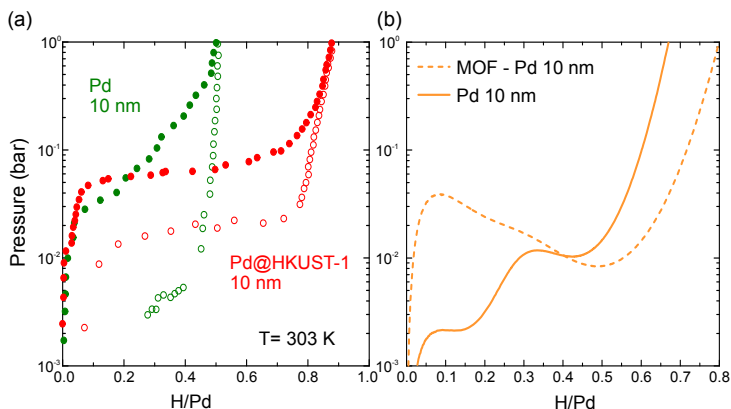 (a)
10⁰
10⁻¹
10⁻²
10⁻³
Pressure (bar)
Pd
10 nm
Pd@HKUST-1
10 nm
T= 303 K
0.0 0.2 0.4 0.6 0.8 1.0
H/Pd
(b)
10⁰
10⁻¹
10⁻²
10⁻³
MOF - Pd 10 nm
Pd 10 nm
0.0 0.1 0.2 0.3 0.4 0.5 0.6 0.7 0.8
H/Pd